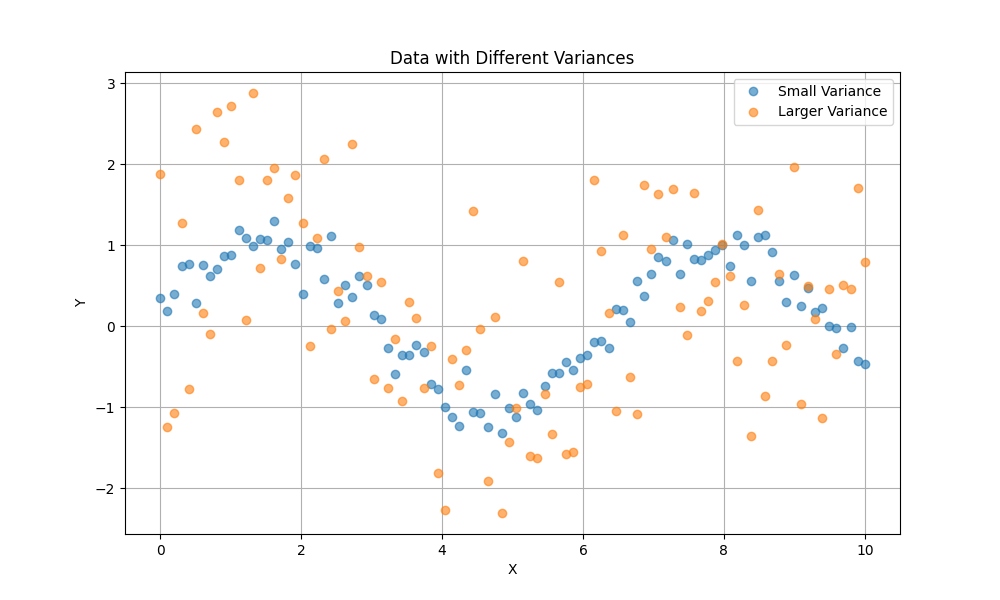 Data with Different Variances
Small Variance
Larger Variance
3
2
1
0
−1
−2
Y
0
2
4
6
8
10
X